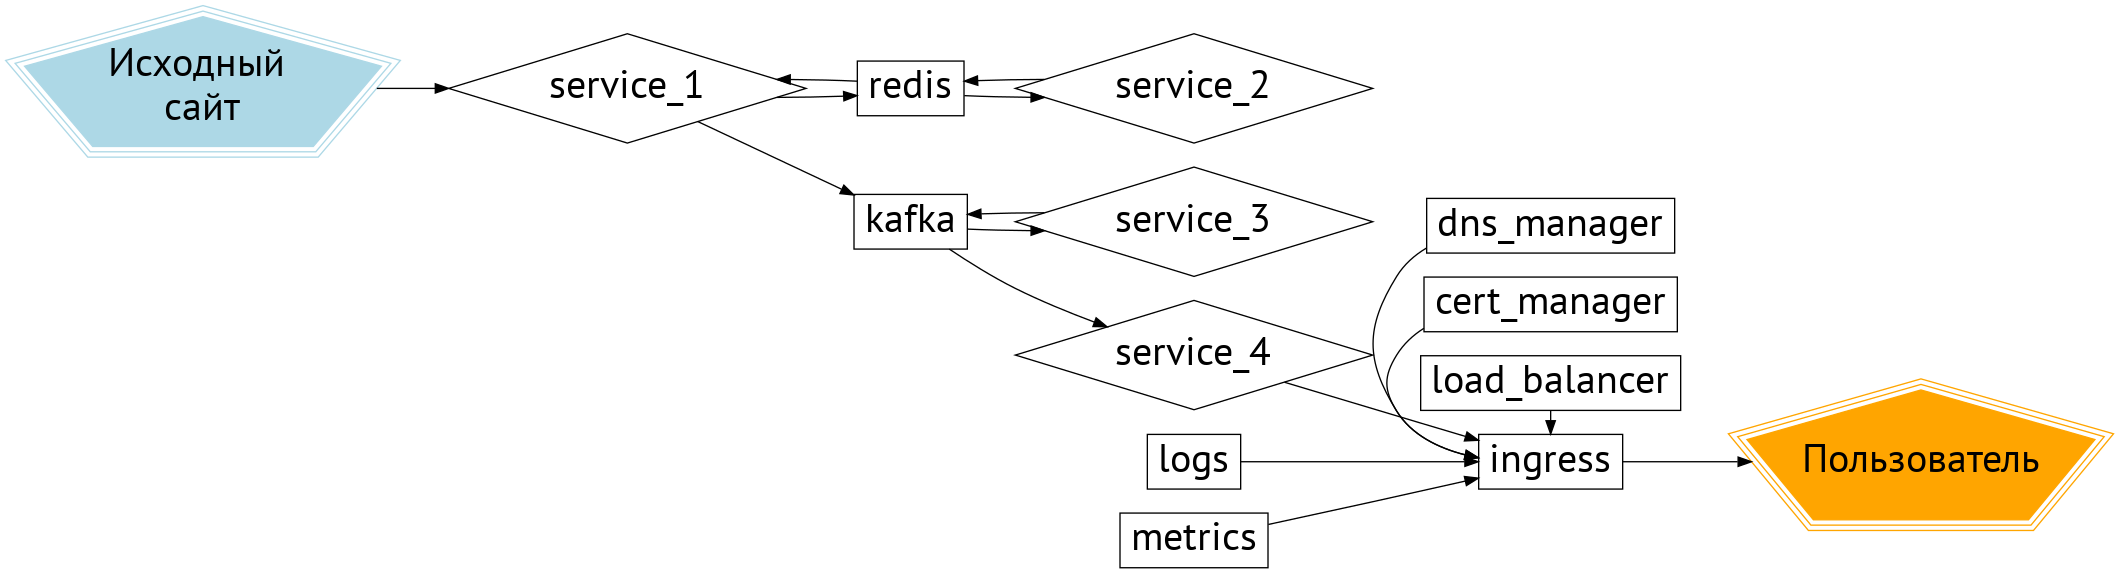 Исходный
сайт
service_1
redis
service_2
kafka
service_3
dns_manager
cert_manager
service_4
load_balancer
logs
ingress
Пользователь
metrics